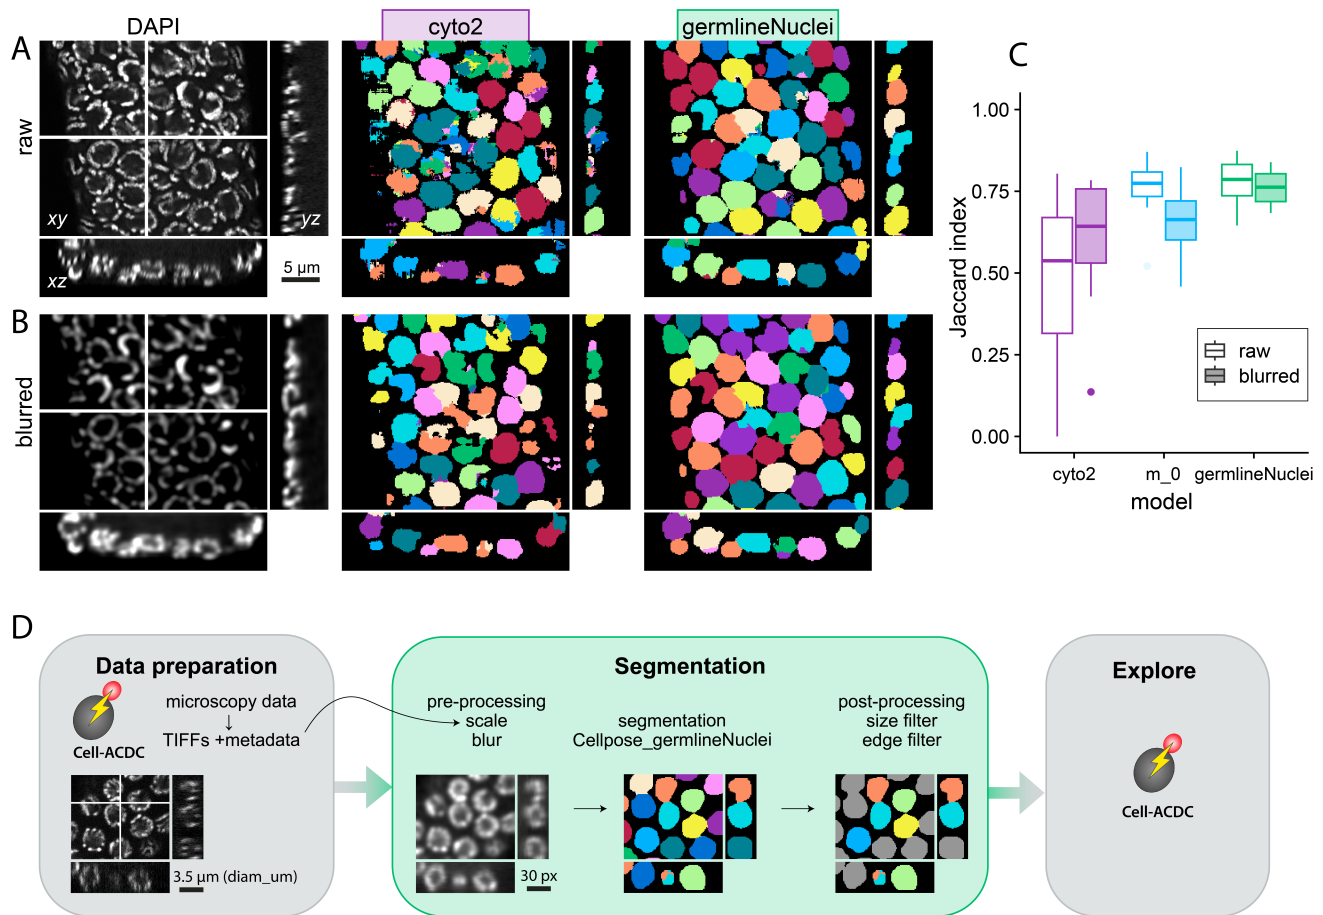 A
DAPI
cyto2
germlineNuclei
raw
xy
yz
xz
5 µm
B
blurred
C
Jaccard index
1.00
0.75
0.50
0.25
0.00
raw
blurred
cyto2
m_0
germlineNuclei
model
D
Data preparation
microscopy data
↓
TIFFs +metadata
Cell-ACDC
3.5 µm (diam_um)
Segmentation
pre-processing
scale
blur
30 px
segmentation
Cellpose_germlineNuclei
post-processing
size filter
edge filter
Explore
Cell-ACDC